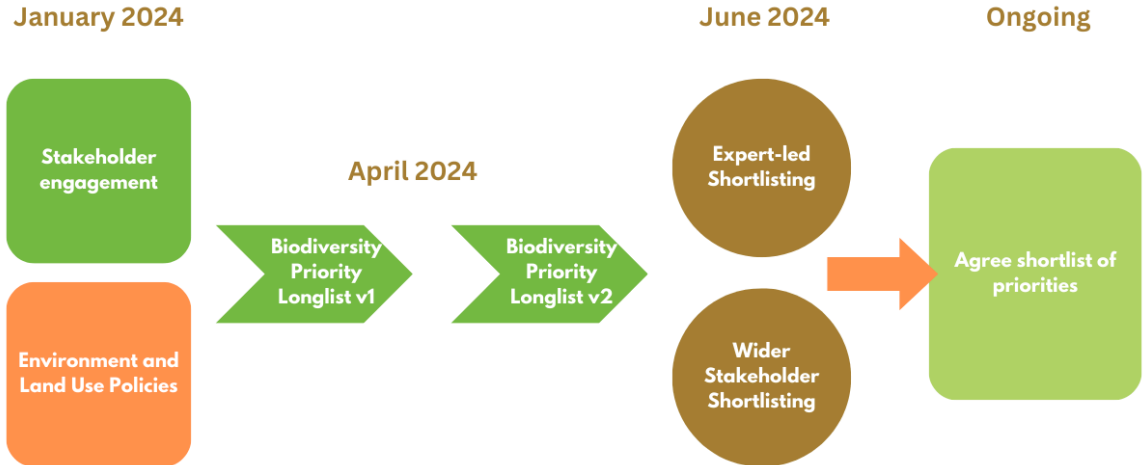 January 2024
June 2024
Ongoing
Stakeholder
engagement
April 2024
Expert-led
Shortlisting
Biodiversity
Priority
Longlist v1
Biodiversity
Priority
Longlist v2
Agree shortlist of
priorities
Environment and
Land Use Policies
Wider
Stakeholder
Shortlisting